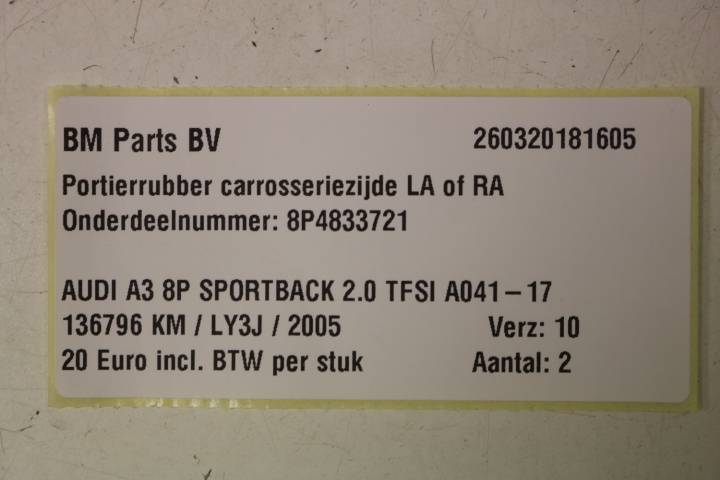 BM Parts BV 260320181605
Portierrubber carrosseriezijde LA of RA
Onderdeelnummer: 8P4833721
AUDI A3 8P SPORTBACK 2.0 TFSI A041-17
136796 KM / LY3J / 2005 Verz: 10
20 Euro incl. BTW per stuk Aantal: 2